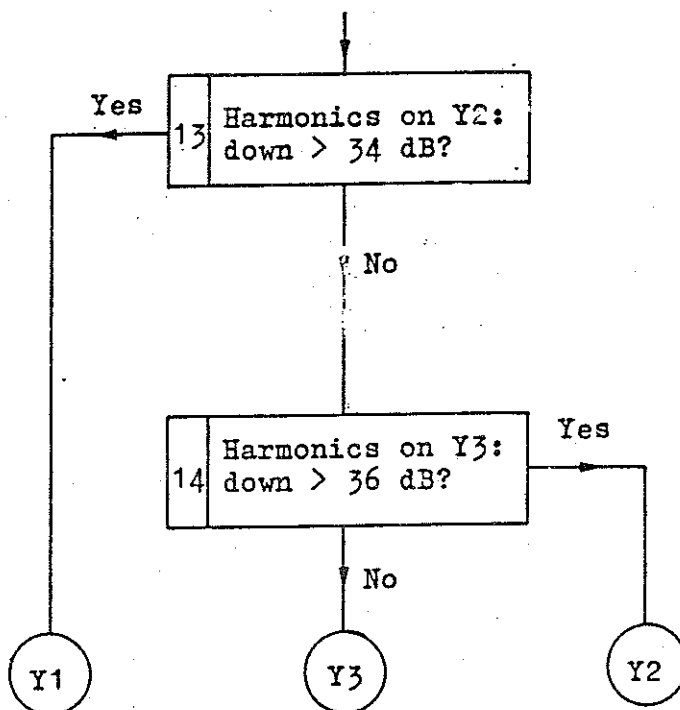 Yes
13
Harmonics on Y2:
down > 34 dB?
No
14
Harmonics on Y3:
down > 36 dB?
Yes
No
Y1
Y3
Y2